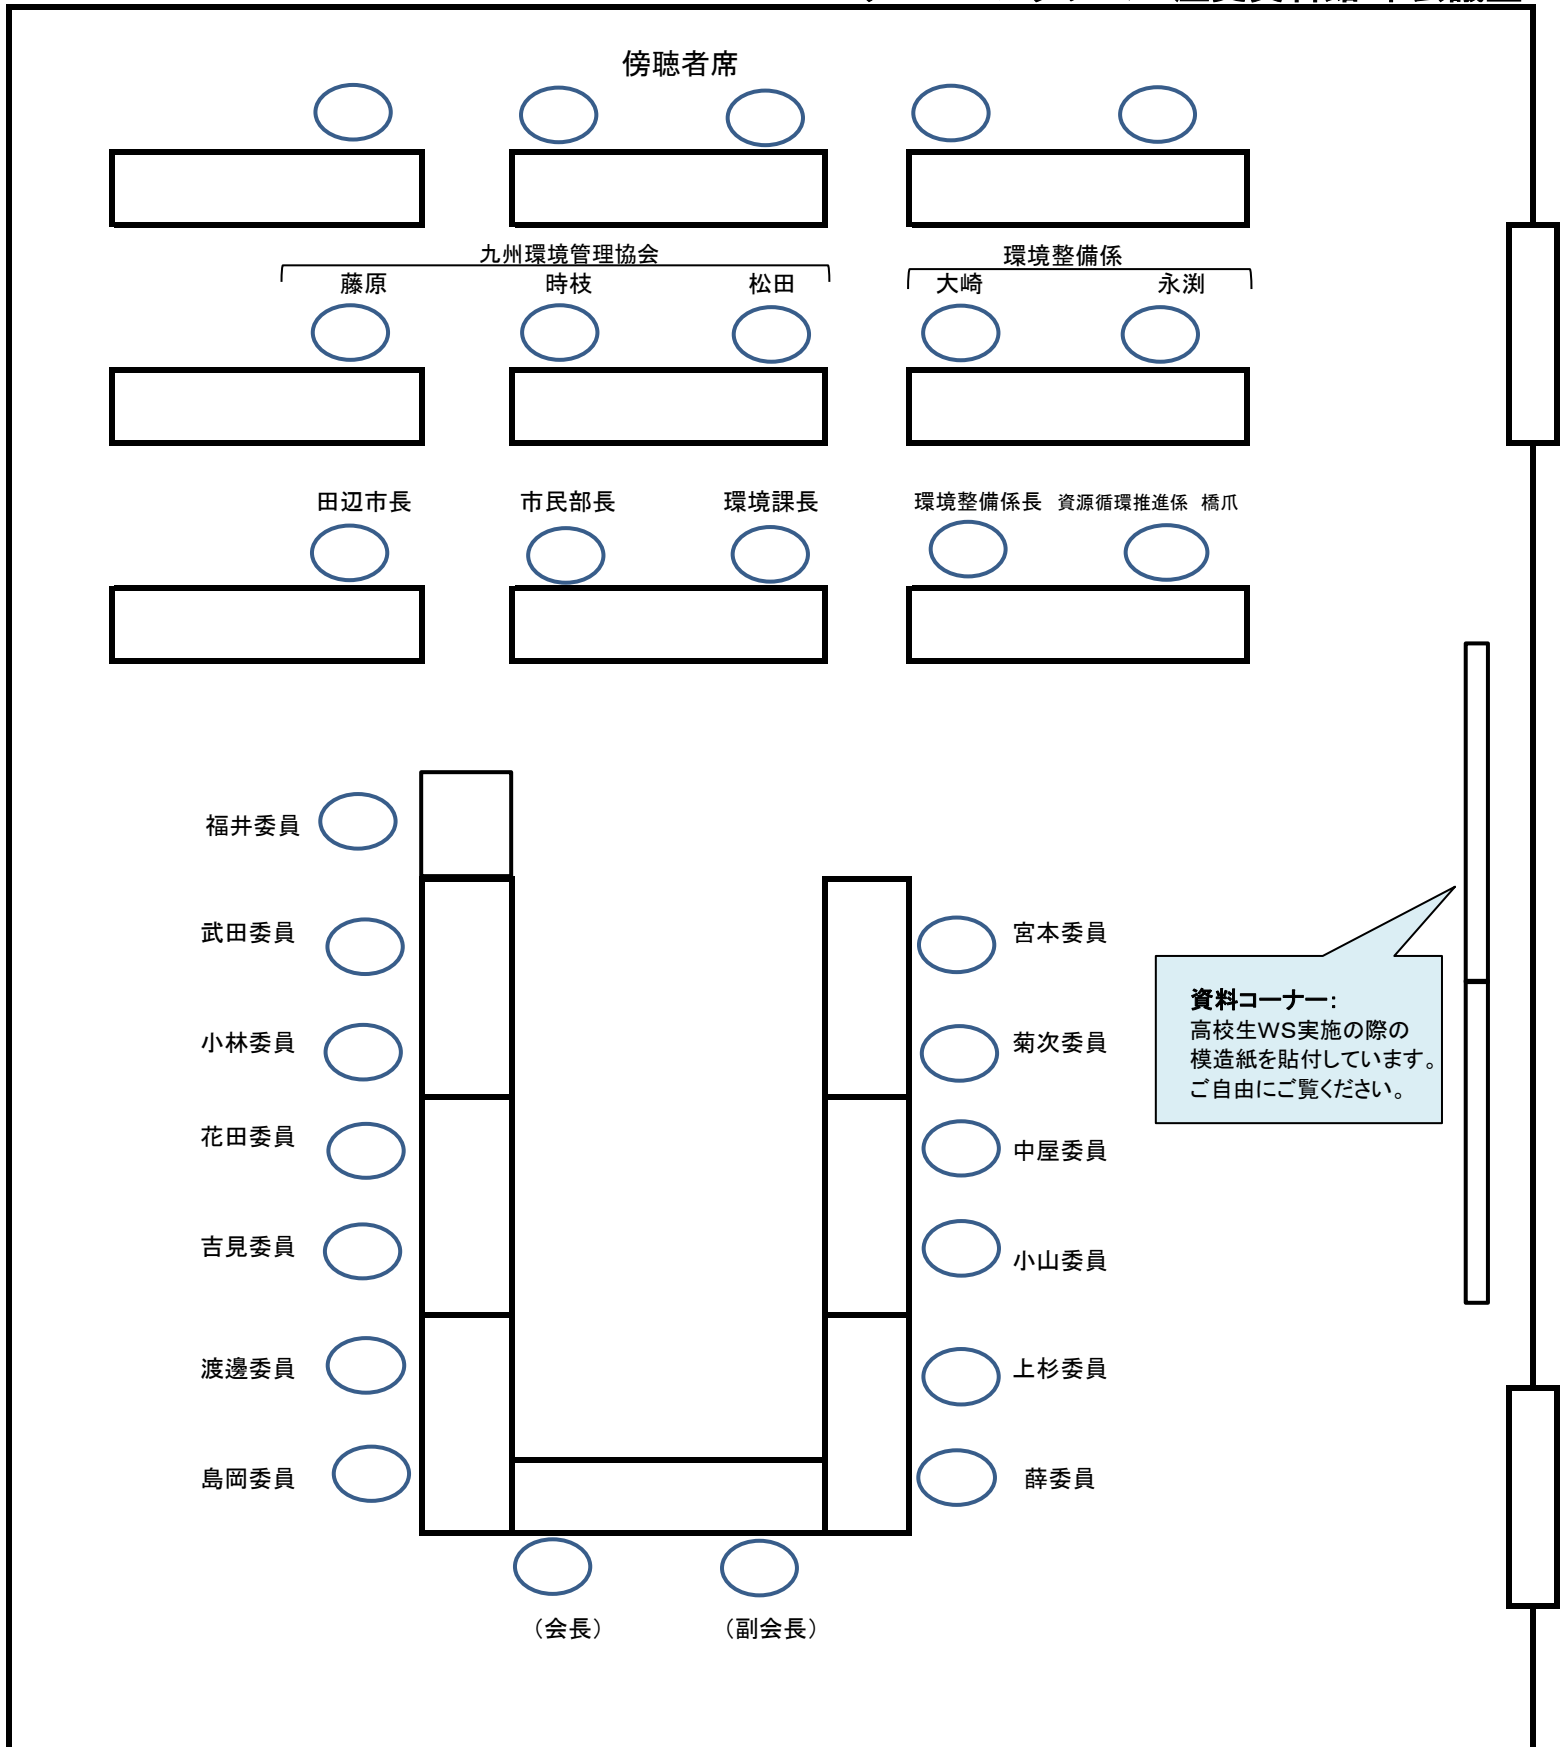 傍聴者席
九州環境管理協会 環境整備係
藤原 時枝 松田 大崎 永渕
田辺市長 市民部長 環境課長 環境整備係長 資源循環推進係 橋爪
福井委員
武田委員 宮本委員
小林委員 菊次委員
花田委員 中屋委員
吉見委員 小山委員
渡邊委員 上杉委員
島岡委員 薛委員
（会長） （副会長）
資料コーナー：
高校生WS実施の際の
模造紙を貼付しています。
ご自由にご覧ください。